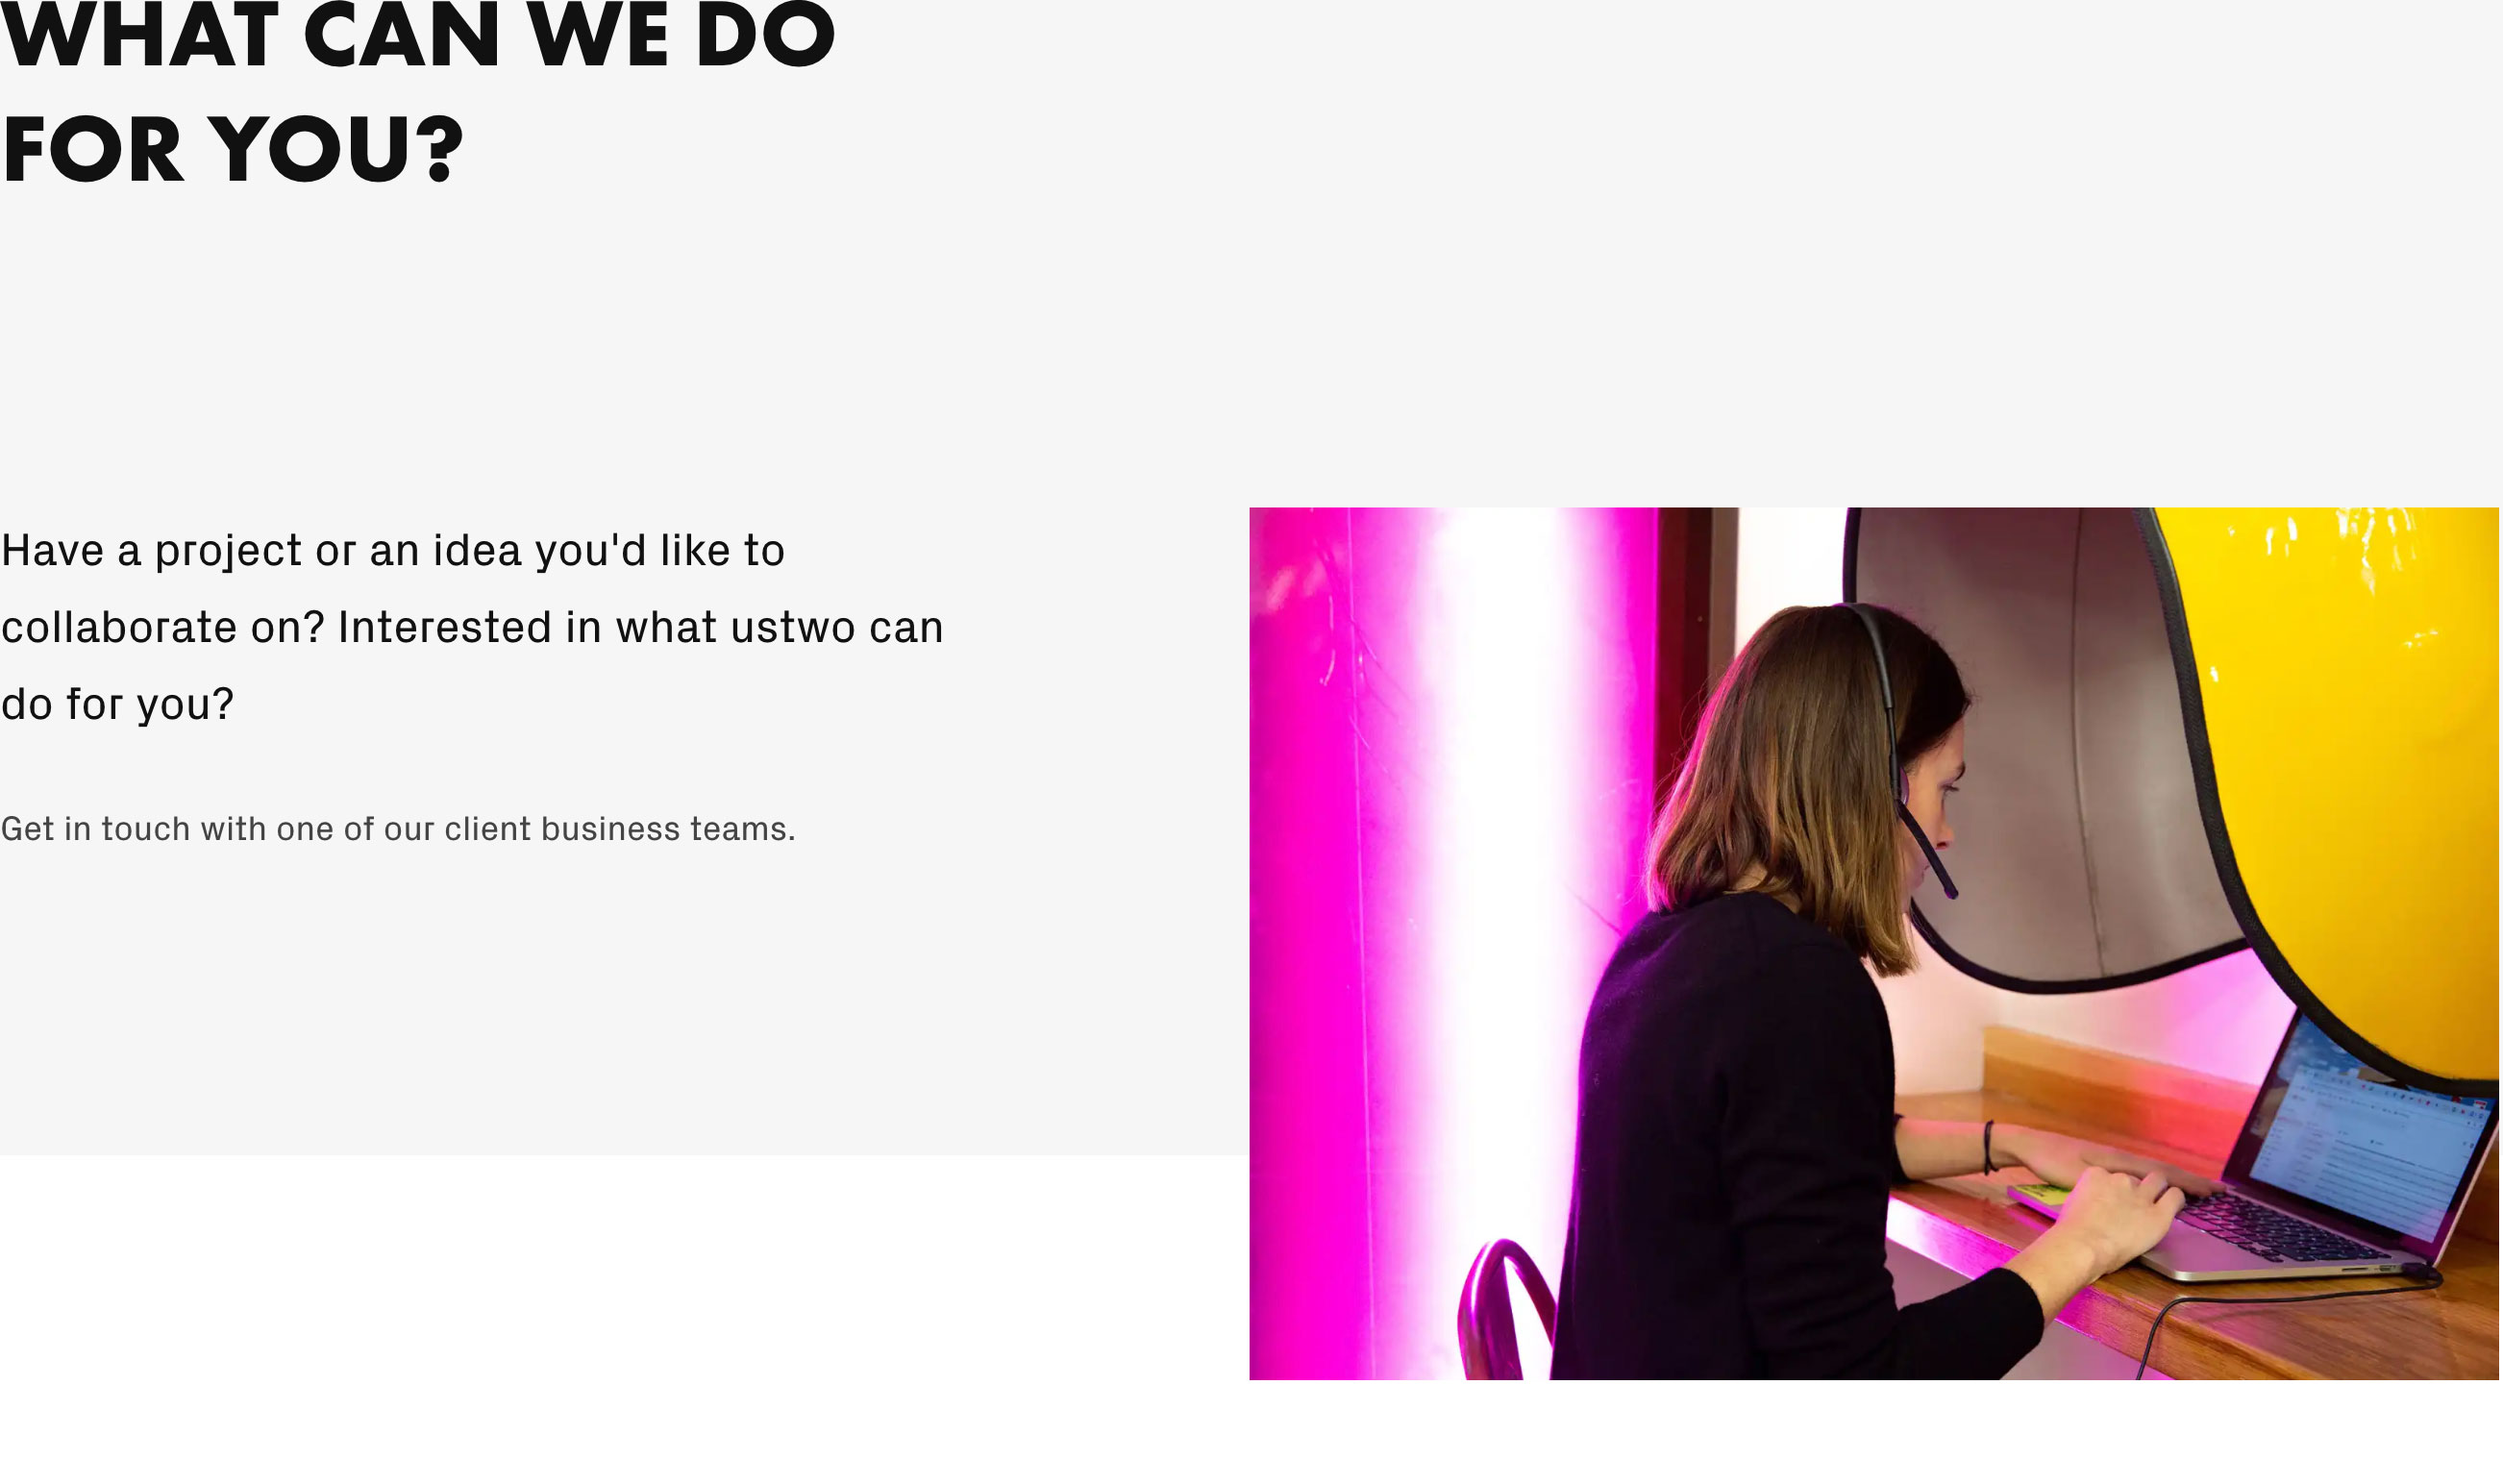 WHAT CAN WE DO
FOR YOU?
Have a project or an idea you'd like to
collaborate on? Interested in what ustwo can
do for you?
Get in touch with one of our client business teams.